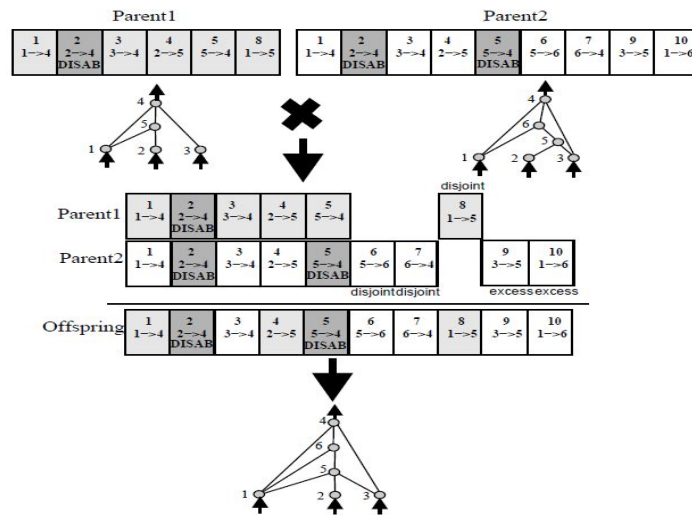 Parent1 Parent2
1 2 3 4 5 8 1 2 3 4 5 6 7 9 10
1->4 2->4 3->4 2->5 5->4 1->5 1->4 2->4 3->4 2->5 5->4 5->6 6->4 3->5 1->6
DISAB DISAB DISAB
4 4
5 6
5
1 2 3 1 2 3
disjoint
Parent1 1 2 3 4 5 8
1->4 2->4 3->4 2->5 5->4 1->5
DISAB
Parent2 1 2 3 4 5 6 7 9 10
1->4 2->4 3->4 2->5 5->4 5->6 6->4 3->5 1->6
DISAB DISAB
disjoint disjoint excess excess
Offspring 1 2 3 4 5 6 7 8 9 10
1->4 2->4 3->4 2->5 5->4 5->6 6->4 1->5 3->5 1->6
DISAB DISAB
4
6
5
1 2 3